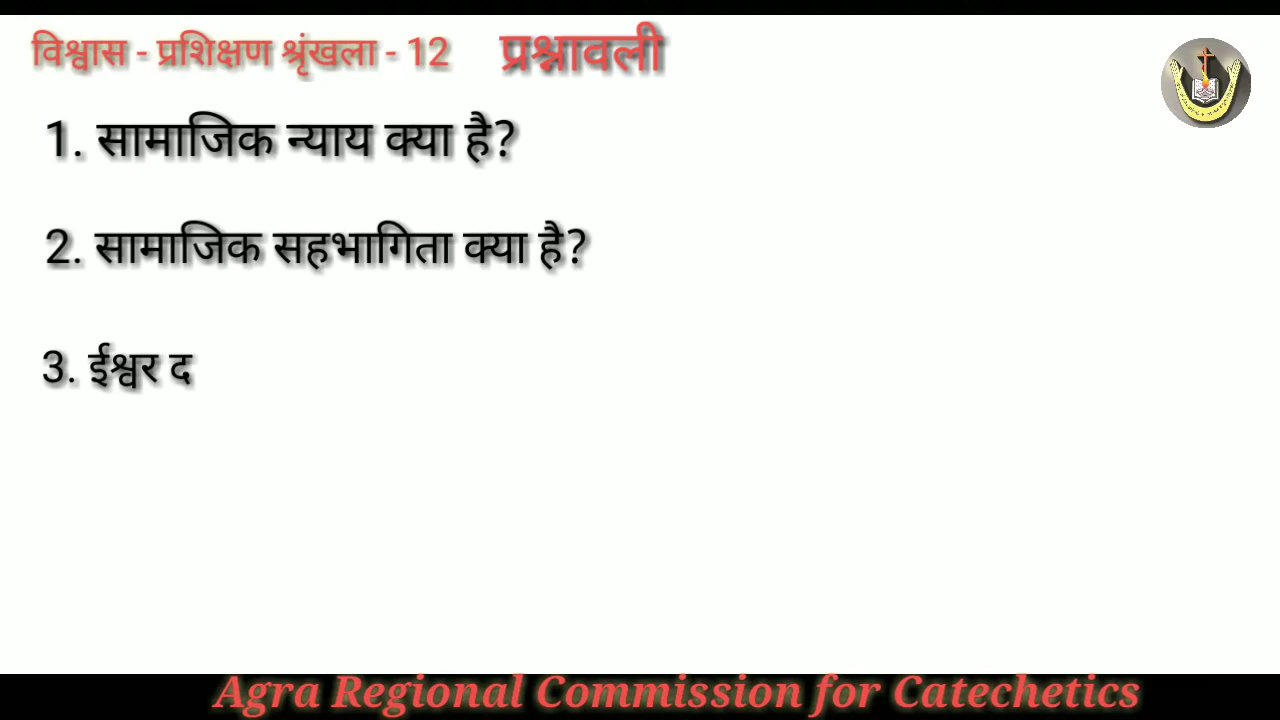 विश्वास - प्रशिक्षण श्रृंखला - 12 प्रश्नावली
1. सामाजिक न्याय क्या है?
2. सामाजिक सहभागिता क्या है?
3. ईश्वर द
Agra Regional Commission for Catechetics